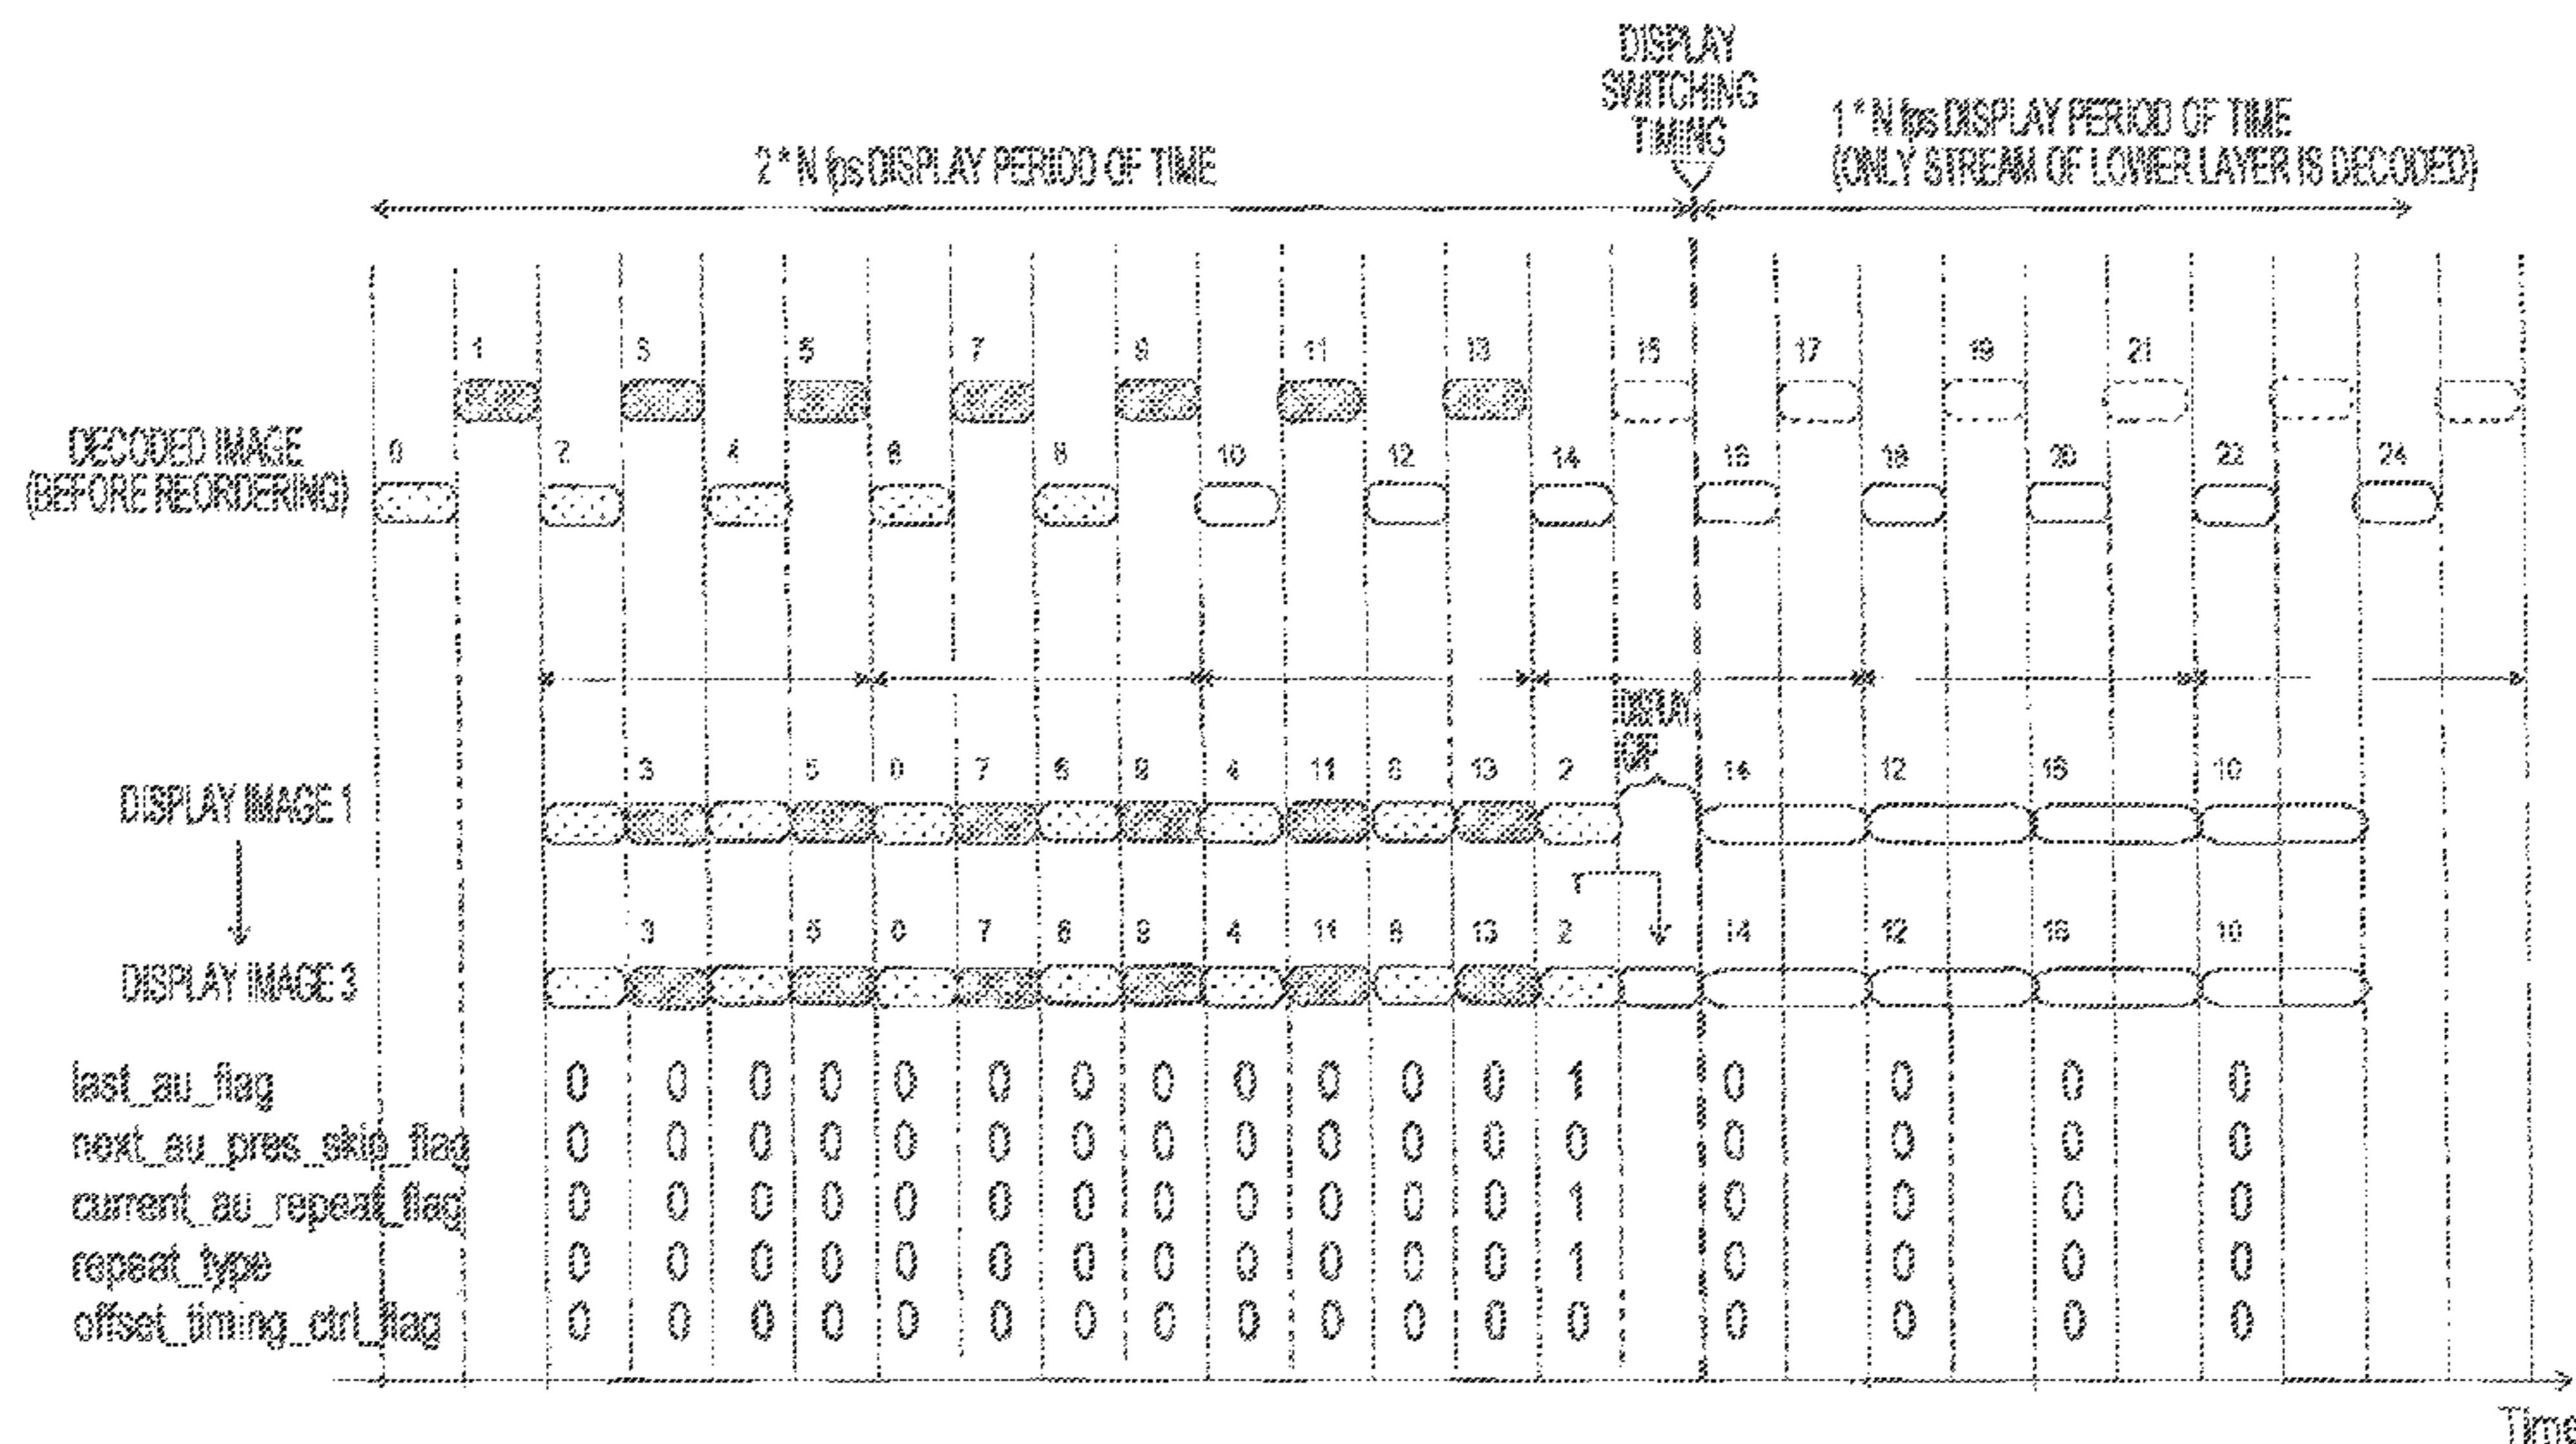 DISPLAY
SWITCHING
TIMING
1 * N fps DISPLAY PERIOD OF TIME
(ONLY STREAM OF LOWER LAYER IS DECODED)
2 * N fps DISPLAY PERIOD OF TIME
1 3 5 7 9 11 13 15 17 19 21
DECODED IMAGE
(BEFORE REORDERING)
0 2 4 6 8 10 12 14 16 18 20 22 24
DISPLAY
GAP
DISPLAY IMAGE 1
3 5 0 7 6 9 4 11 8 13 2 14 12 16 10
DISPLAY IMAGE 3
3 5 0 7 6 9 4 11 8 13 2 14 12 16 10
last_au_flag 0 0 0 0 0 0 0 0 0 0 0 0 1 0 0 0 0
next_au_pres_skip_flag 0 0 0 0 0 0 0 0 0 0 0 0 0 0 0 0 0
current_au_repeat_flag 0 0 0 0 0 0 0 0 0 0 0 0 1 0 0 0 0
repeat_type 0 0 0 0 0 0 0 0 0 0 0 0 1 0 0 0 0
offset_timing_ctrl_flag 0 0 0 0 0 0 0 0 0 0 0 0 0 0 0 0 0
Time